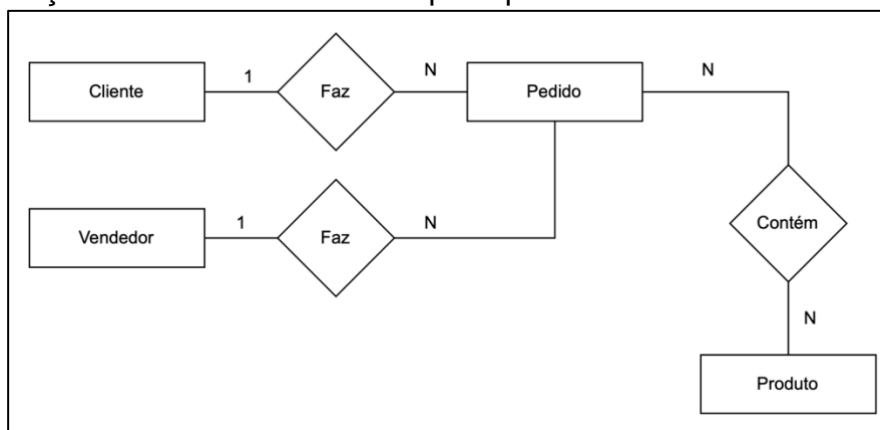 Cliente
1
Faz
N
Pedido
N
Vendedor
1
Faz
N
Contém
N
Produto